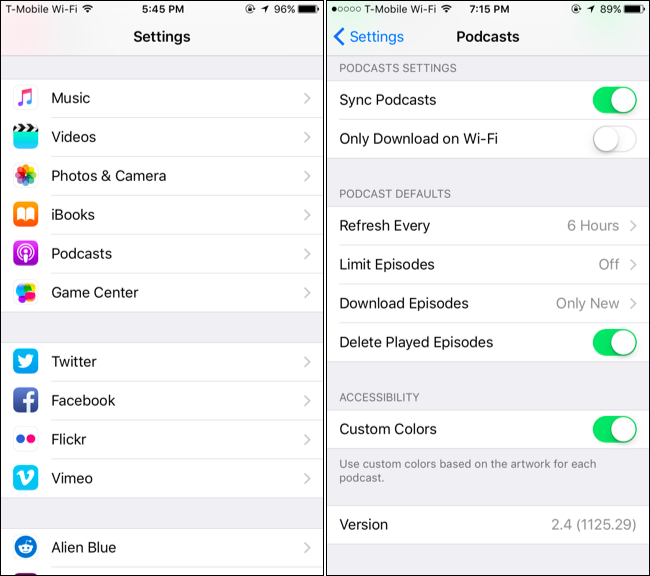 T-Mobile Wi-Fi 5:45 PM 96%
Settings
Music
Videos
Photos & Camera
iBooks
Podcasts
Game Center
Twitter
Facebook
Flickr
Vimeo
Alien Blue
T-Mobile Wi-Fi 7:15 PM 89%
Settings Podcasts
PODCASTS SETTINGS
Sync Podcasts
Only Download on Wi-Fi
PODCAST DEFAULTS
Refresh Every 6 Hours
Limit Episodes Off
Download Episodes Only New
Delete Played Episodes
ACCESSIBILITY
Custom Colors
Use custom colors based on the artwork for each
podcast.
Version 2.4 (1125.29)